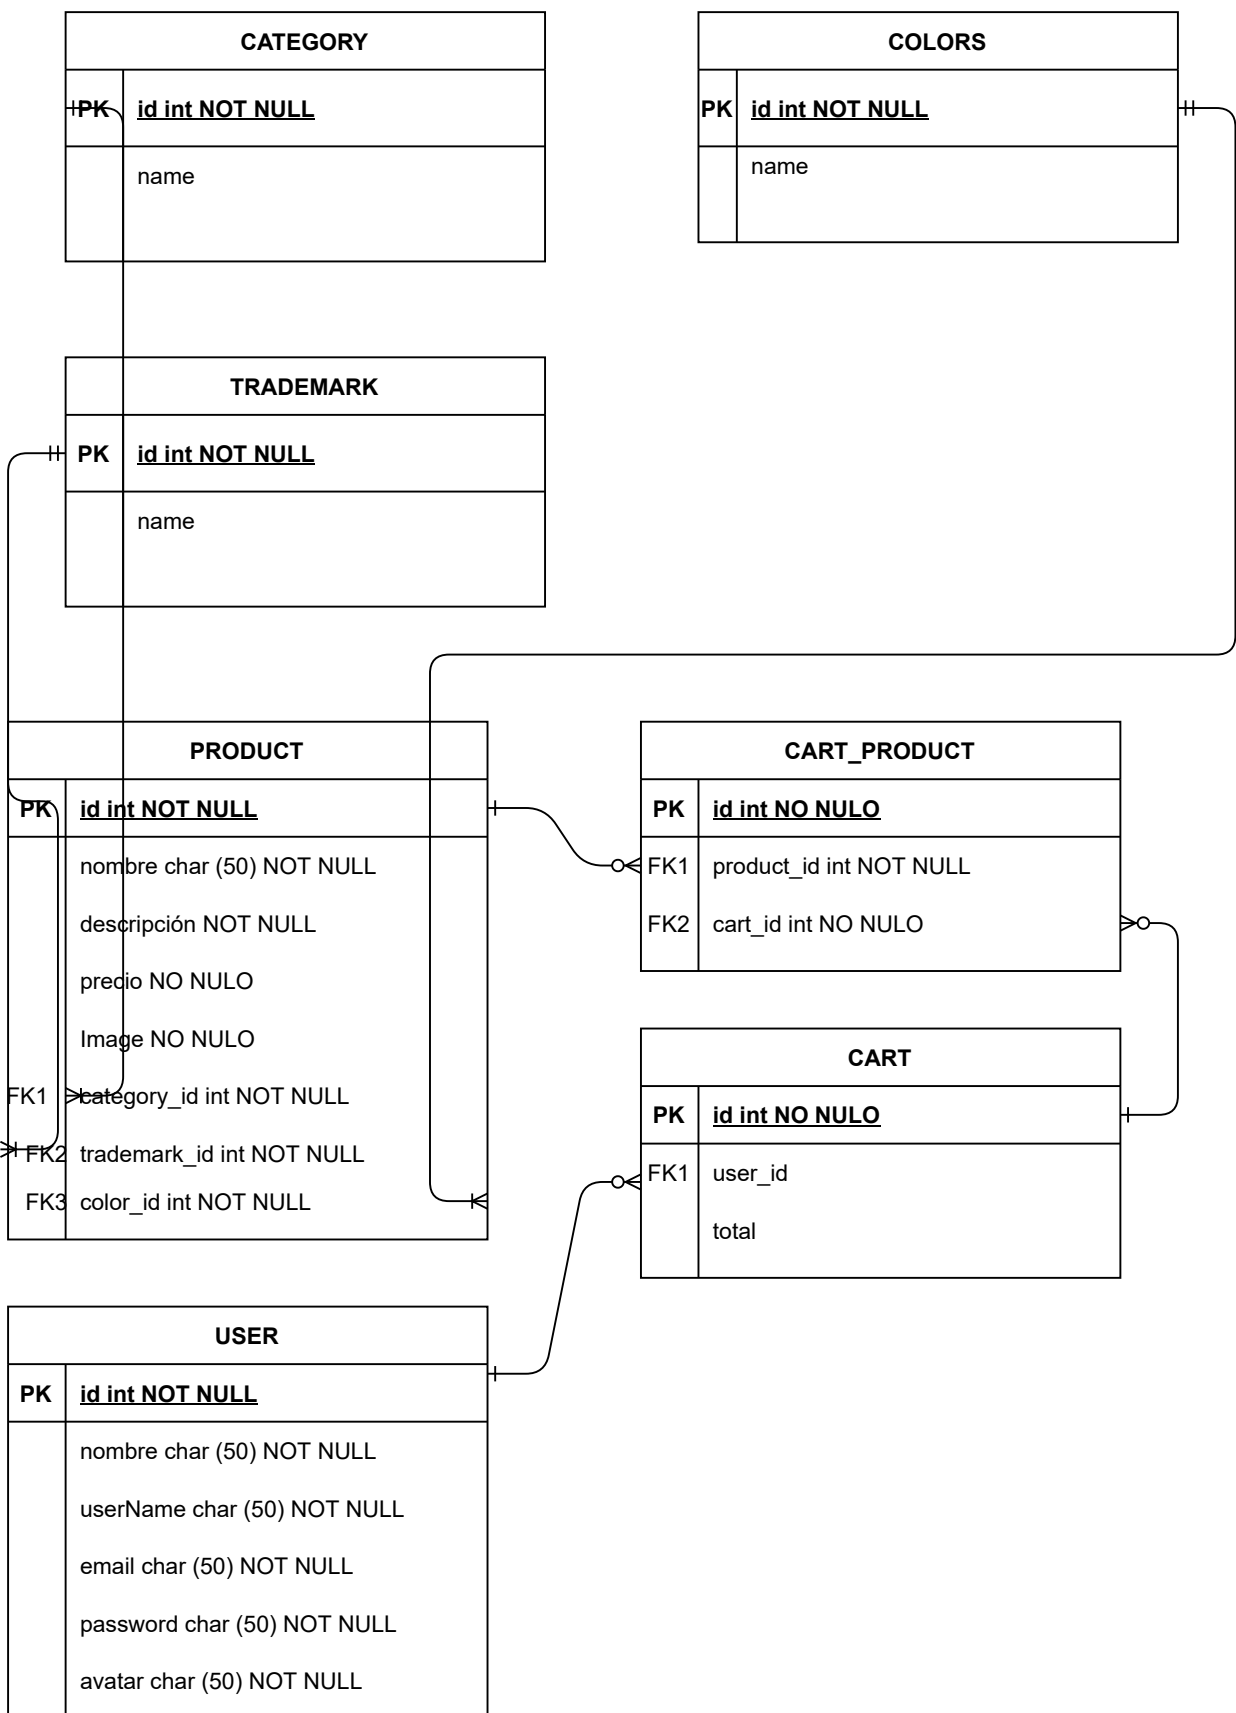 CATEGORY
PK id int NOT NULL
name
COLORS
PK id int NOT NULL
name
TRADEMARK
PK id int NOT NULL
name
PRODUCT
PK id int NOT NULL
nombre char (50) NOT NULL
descripción NOT NULL
precio NO NULO
Image NO NULO
FK1 category_id int NOT NULL
FK2 trademark_id int NOT NULL
FK3 color_id int NOT NULL
CART_PRODUCT
PK id int NO NULO
FK1 product_id int NOT NULL
FK2 cart_id int NO NULO
CART
PK id int NO NULO
FK1 user_id
total
USER
PK id int NOT NULL
nombre char (50) NOT NULL
userName char (50) NOT NULL
email char (50) NOT NULL
password char (50) NOT NULL
avatar char (50) NOT NULL